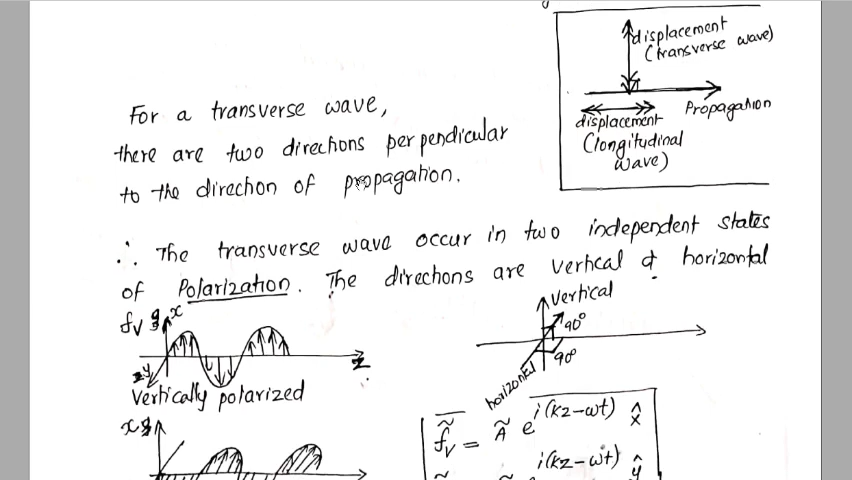 displacement
(transverse wave)
Propagation
displacement
(longitudinal
wave)
For a transverse wave,
there are two directions perpendicular
to the direction of propagation.
∴ The transverse wave occur in two independent states
of Polarization. The directions are vertical & horizontal
Vertical
90°
90°
horizontal
f_V
x
y
z
Vertically polarized
x
f̃_V = Ã e^{i(kz-ωt)} x̂
i(kz-ωt) ŷ